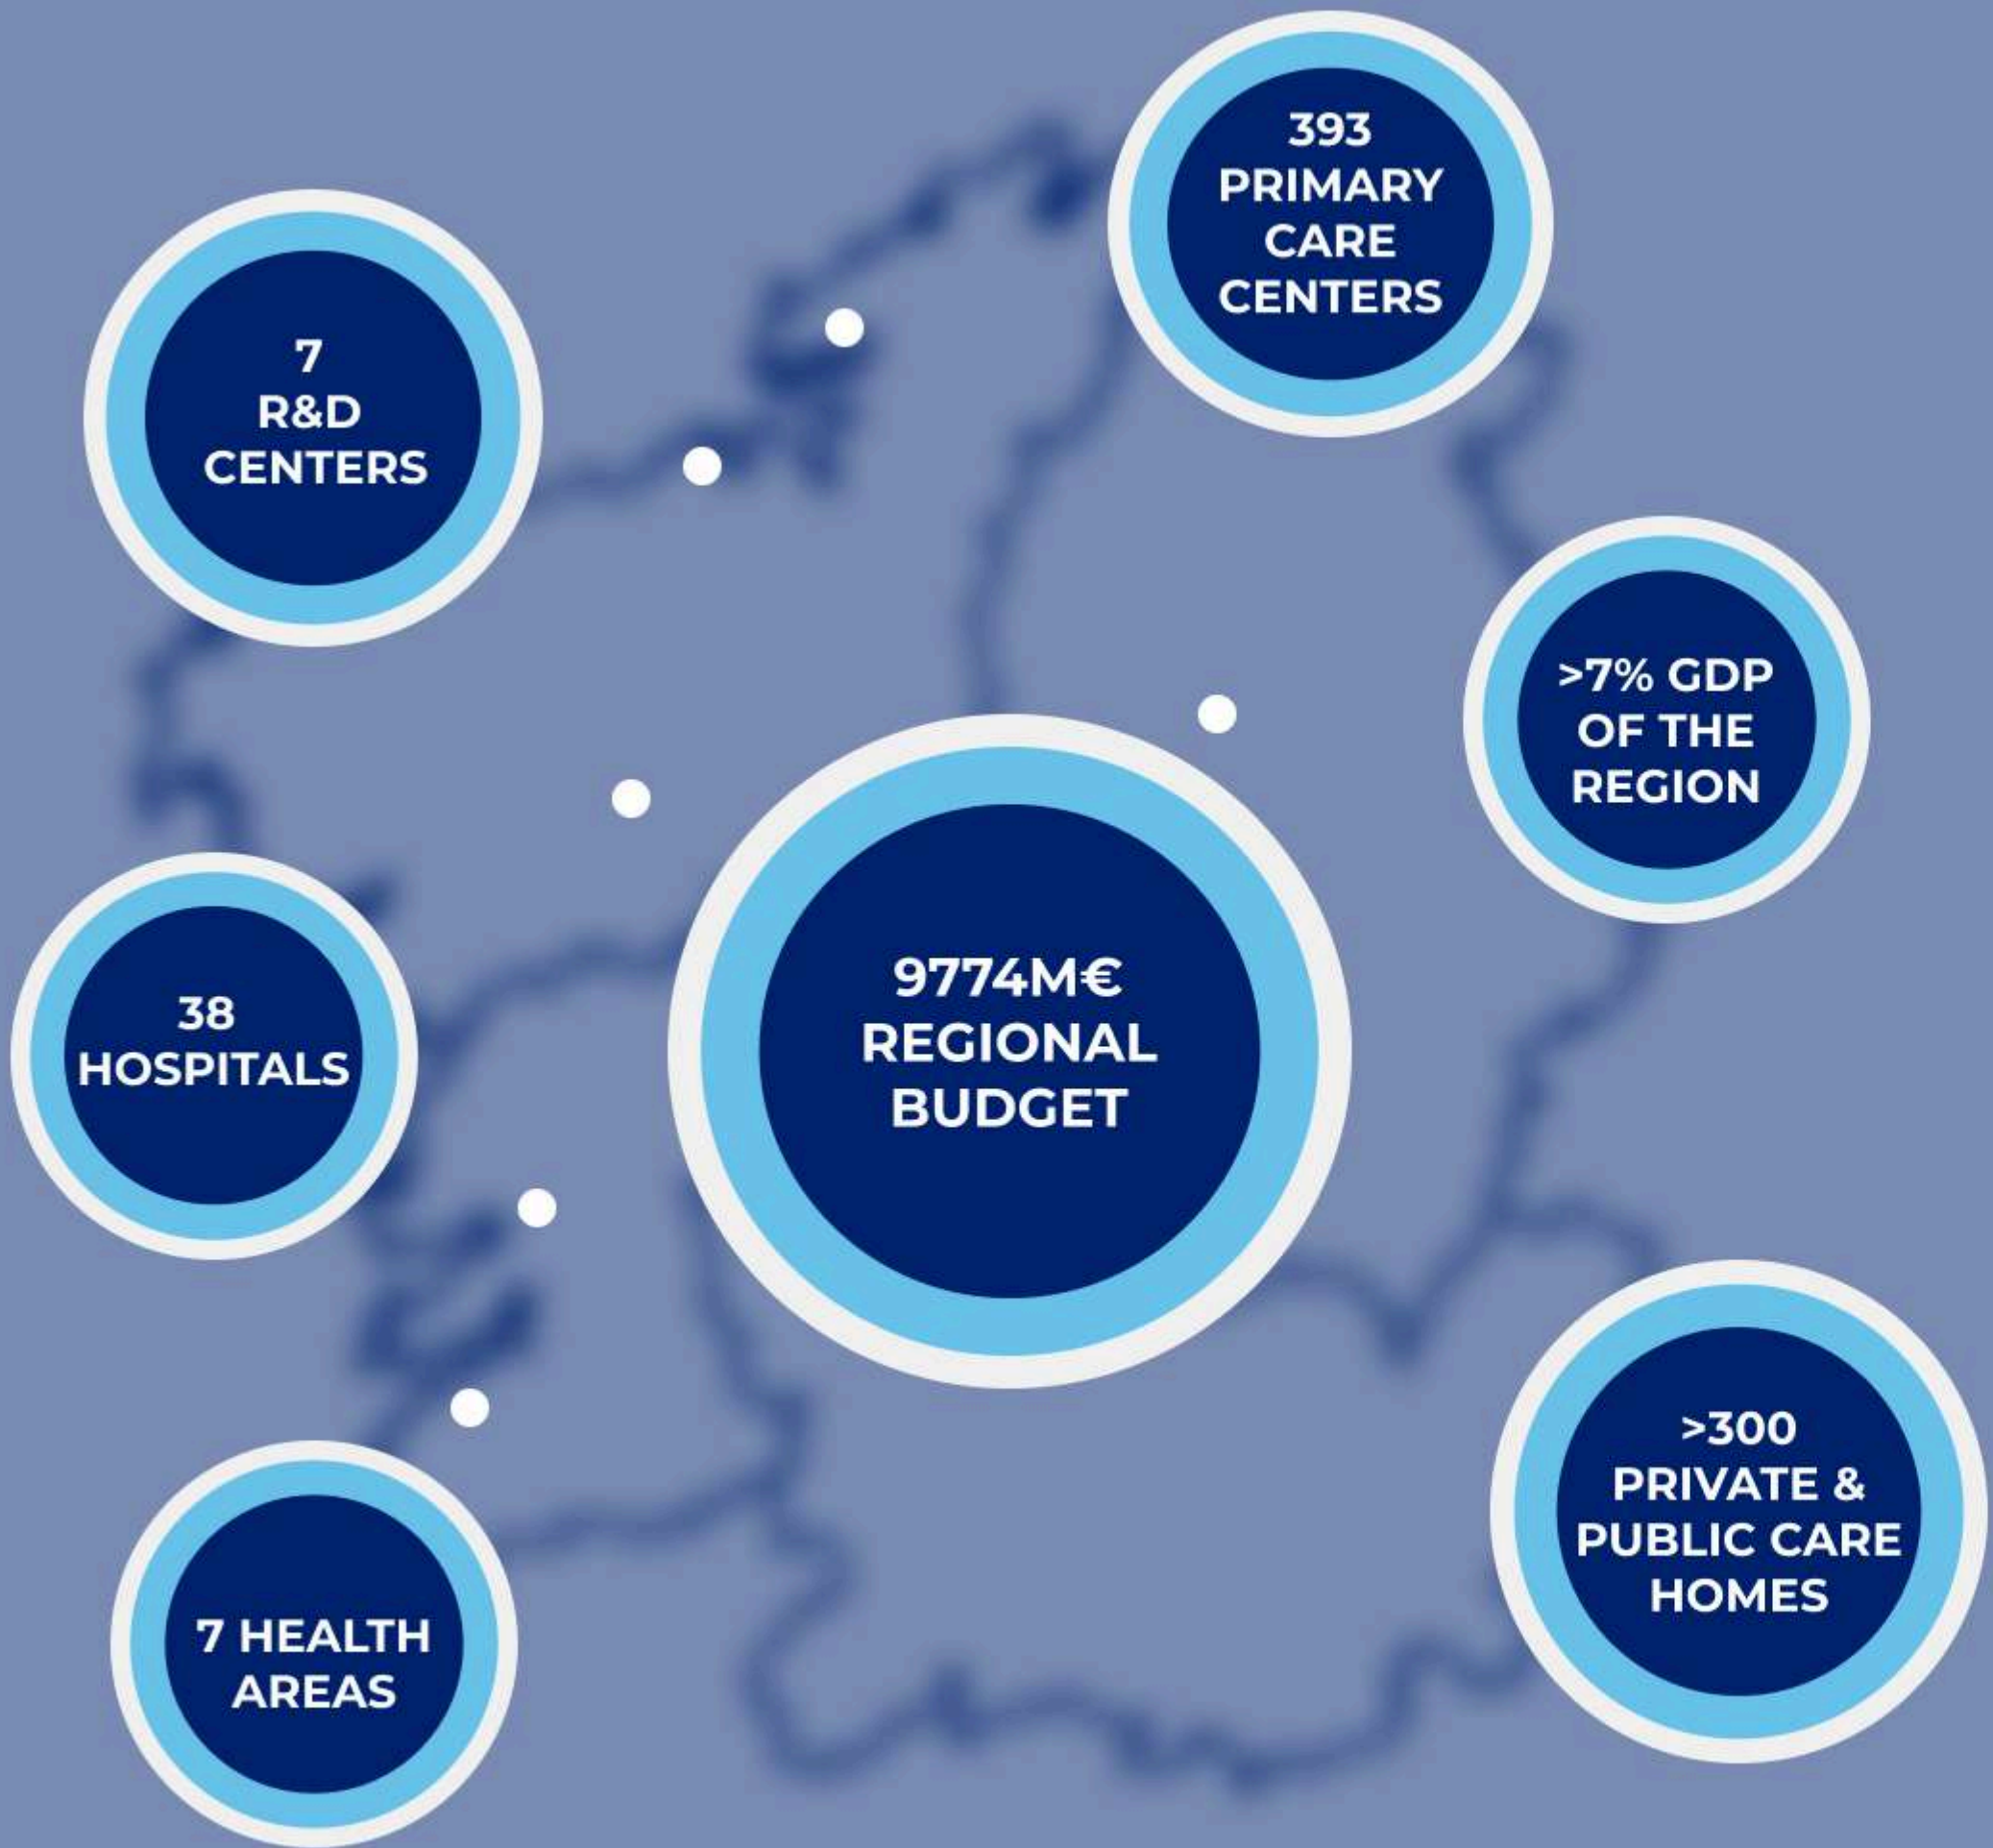 393
PRIMARY
CARE
CENTERS
7
R&D
CENTERS
>7% GDP
OF THE
REGION
9774M€
REGIONAL
BUDGET
38
HOSPITALS
>300
PRIVATE &
PUBLIC CARE
HOMES
7 HEALTH
AREAS